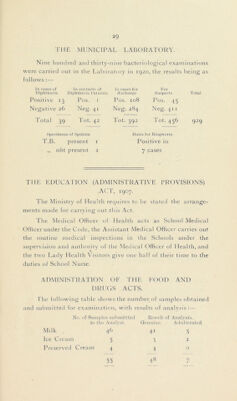 29
THE MUNICIPAL LABORATORY.
Nine hundred and thirty-nine bacteriological examinations
were carried out in the Laboratory in 1920, the results being as
follows :—
In cases of Diphtheria. In contacts of Diphtheria Patients. In cases for discharge. For Ringworm. Total.
Positive 13 Pos. 1 Pos. 108 Pos. 45
Negative 26 Neg. 41 Neg. 284 Neg. 411
Total 39 Tot. 42 Tot. 392 Tot. 456 929
Specimens of Sputum Hairs for Ringworm
T.B. present 1 Positive in
„ not present 1 7 cases
THE EDUCATION (ADMINISTRATIVE PROVISIONS)
ACT, 1907.
The Ministry of Health requires to be stated the arrange-
ments made for carrying out this Act.
The Medical Officer of Health acts as School Medical
Officer under the Code, the Assistant Medical Officer carries out
the routine medical inspections in the Schools under the
supervision and authority of the Medical Officer of Health, and
the two Lady Health Visitors give one half of their time to the
duties of School Nurse.
ADMINISTRATION OF THE FOOD AND
DRUGS ACTS.
The following table shows the number of samples obtained
and submitted for examination, with results of analysis :—
No. of Samples submitted Result of Analysis.
to the Analyst. Genuine. Adulterated.
Milk 46 41 5
Ice Cream 5 3 2
Preserved Cream 4 4 0
55 48 7